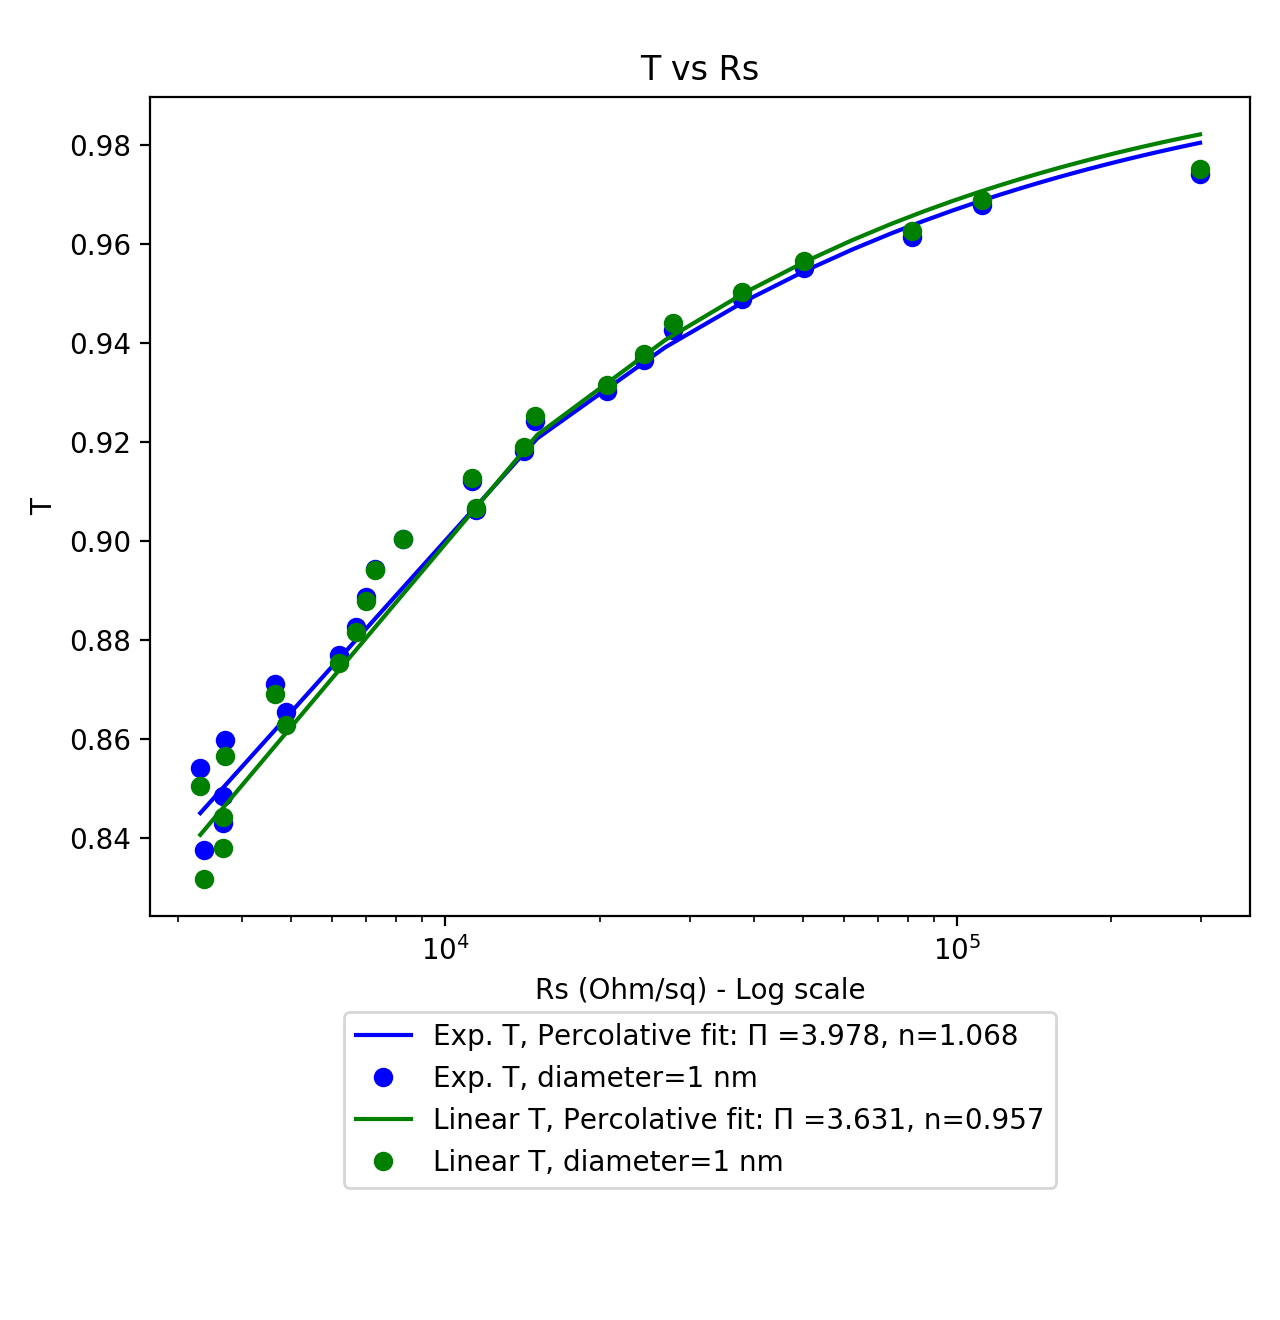 T vs Rs
0.98
0.96
0.94
0.92
0.90
0.88
0.86
0.84
T
10⁴
10⁵
Rs (Ohm/sq) - Log scale
Exp. T, Percolative fit: Π =3.978, n=1.068
Exp. T, diameter=1 nm
Linear T, Percolative fit: Π =3.631, n=0.957
Linear T, diameter=1 nm